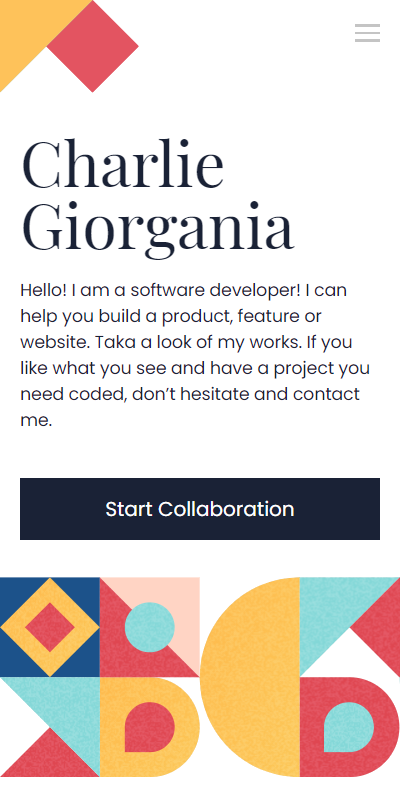 Charlie
Giorgania
Hello! I am a software developer! I can
help you build a product, feature or
website. Taka a look of my works. If you
like what you see and have a project you
need coded, don’t hesitate and contact
me.
Start Collaboration